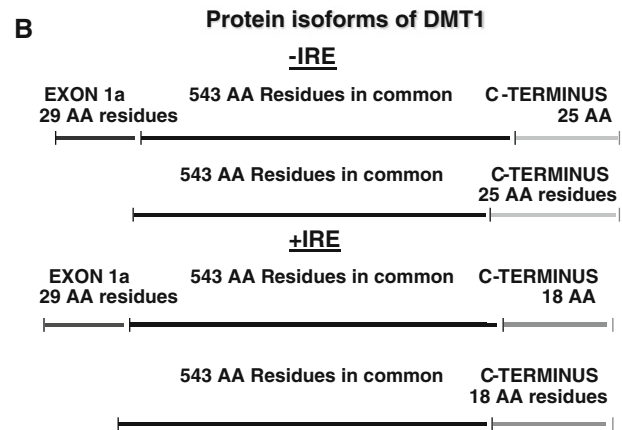 B
Protein isoforms of DMT1
-IRE
EXON 1a 543 AA Residues in common C-TERMINUS
29 AA residues 25 AA
543 AA Residues in common C-TERMINUS
25 AA residues
+IRE
EXON 1a 543 AA Residues in common C-TERMINUS
29 AA residues 18 AA
543 AA Residues in common C-TERMINUS
18 AA residues